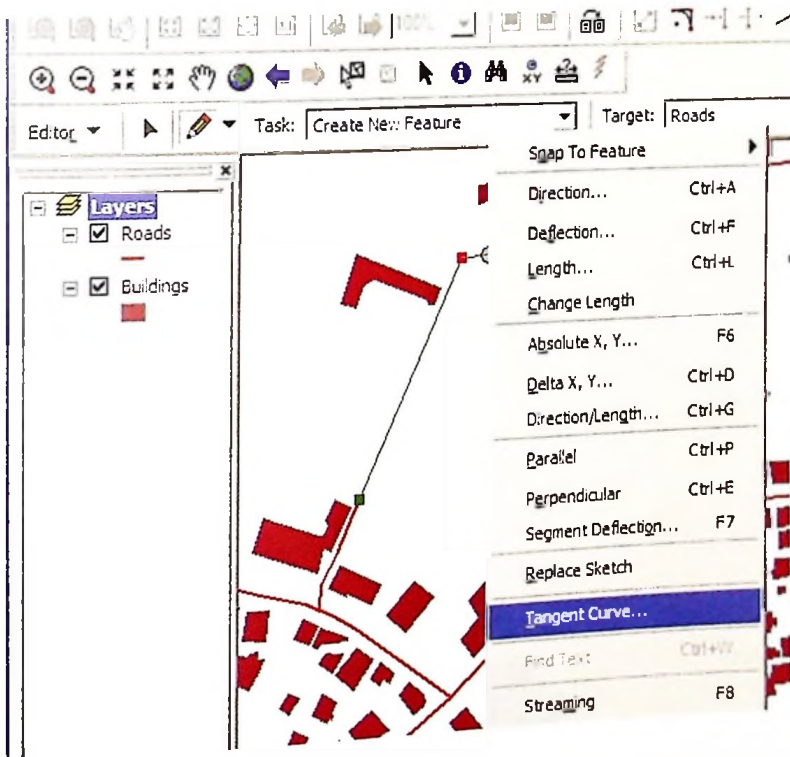 100%
XY
Editor
Task: Create New Feature
Target: Roads
Layers
Roads
Buildings
Snap To Feature
Direction... Ctrl+A
Deflection... Ctrl+F
Length... Ctrl+L
Change Length
Absolute X, Y... F6
Delta X, Y... Ctrl+D
Direction/Length... Ctrl+G
Parallel Ctrl+P
Perpendicular Ctrl+E
Segment Deflection... F7
Replace Sketch
Tangent Curve...
Find Text Ctrl+W
Streaming F8